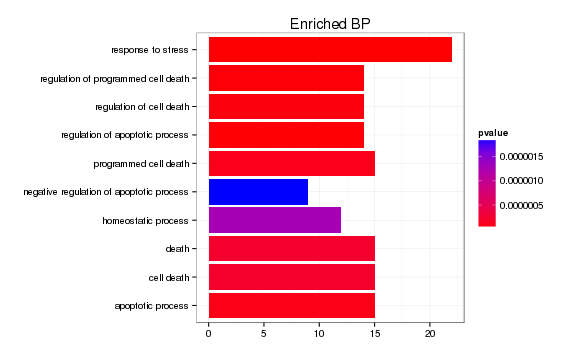 Enriched BP
response to stress
regulation of programmed cell death
regulation of cell death
regulation of apoptotic process
programmed cell death
negative regulation of apoptotic process
homeostatic process
death
cell death
apoptotic process
0 5 10 15 20
pvalue
0.0000015
0.0000010
0.0000005